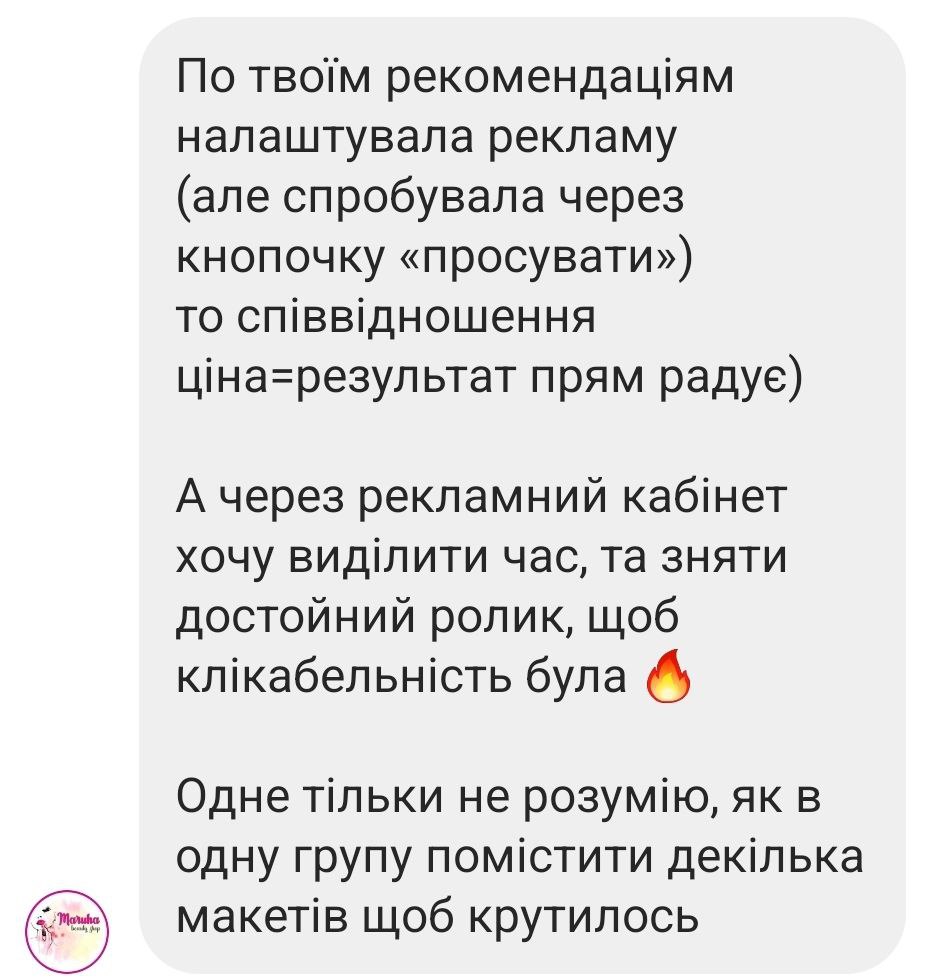 По твоїм рекомендаціям
налаштувала рекламу
(але спробувала через
кнопочку «просувати»)
то співвідношення
ціна=результат прям радує)
А через рекламний кабінет
хочу виділити час, та зняти
достойний ролик, щоб
клікабельність була 🔥
Одне тільки не розумію, як в
одну групу помістити декілька
макетів щоб крутилось
Maruha
beauty shop